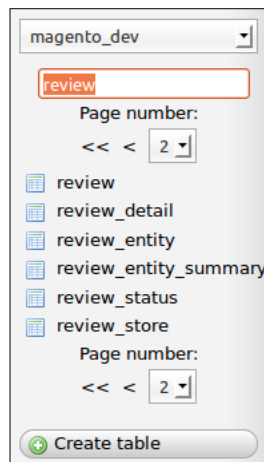 magento_dev
review
Page number:
<< < 2
review
review_detail
review_entity
review_entity_summary
review_status
review_store
Page number:
<< < 2
Create table